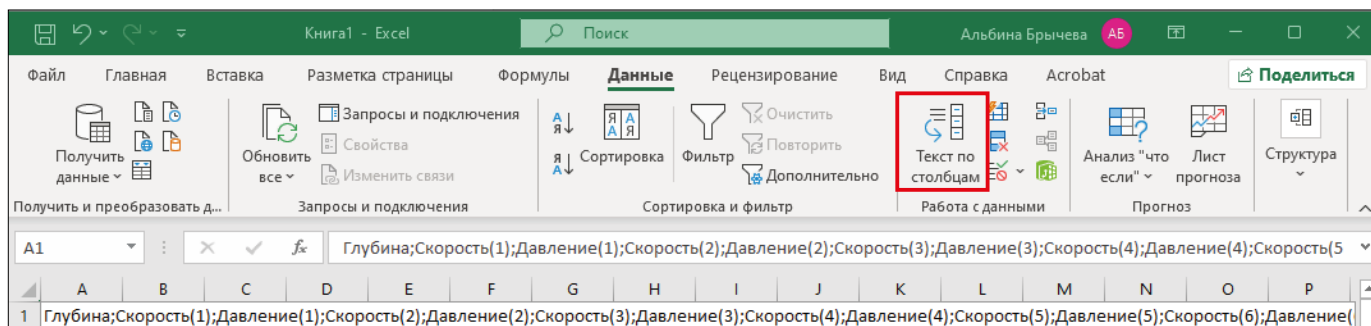 Книга1 - Excel
Поиск
Альбина Брычева
АБ
Файл Главная Вставка Разметка страницы Формулы Данные Рецензирование Вид Справка Acrobat Поделиться
Получить данные
Обновить все
Запросы и подключения
Свойства
Изменить связи
Сортировка
Фильтр
Очистить
Повторить
Дополнительно
Текст по столбцам
Анализ "что если"
Лист прогноза
Структура
Получить и преобразовать д...
Запросы и подключения
Сортировка и фильтр
Работа с данными
Прогноз
A1
fx
Глубина;Скорость(1);Давление(1);Скорость(2);Давление(2);Скорость(3);Давление(3);Скорость(4);Давление(4);Скорость(5
A B C D E F G H I J K L M N O P
1 Глубина;Скорость(1);Давление(1);Скорость(2);Давление(2);Скорость(3);Давление(3);Скорость(4);Давление(4);Скорость(5);Давление(5);Скорость(6);Давление(